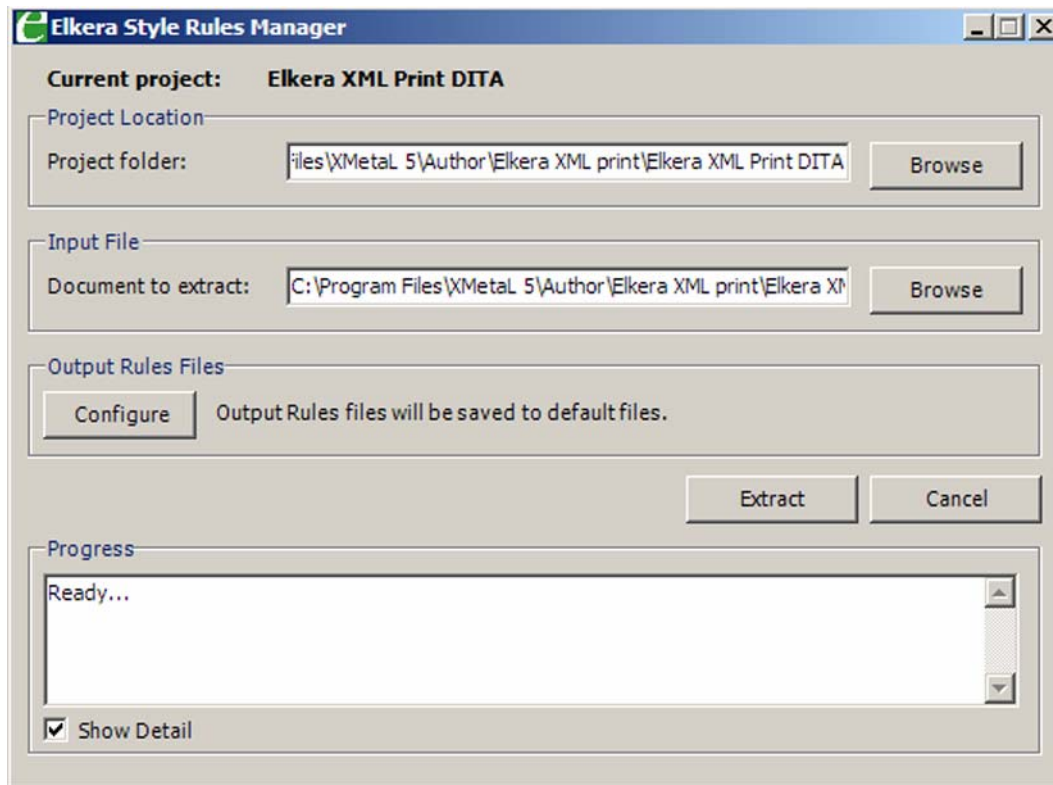 Elkera Style Rules Manager
Current project: Elkera XML Print DITA
Project Location
Project folder: iles\XMetaL 5\Author\Elkera XML print\Elkera XML Print DITA Browse
Input File
Document to extract: C:\Program Files\XMetaL 5\Author\Elkera XML print\Elkera XM Browse
Output Rules Files
Configure Output Rules files will be saved to default files.
Extract Cancel
Progress
Ready...
Show Detail